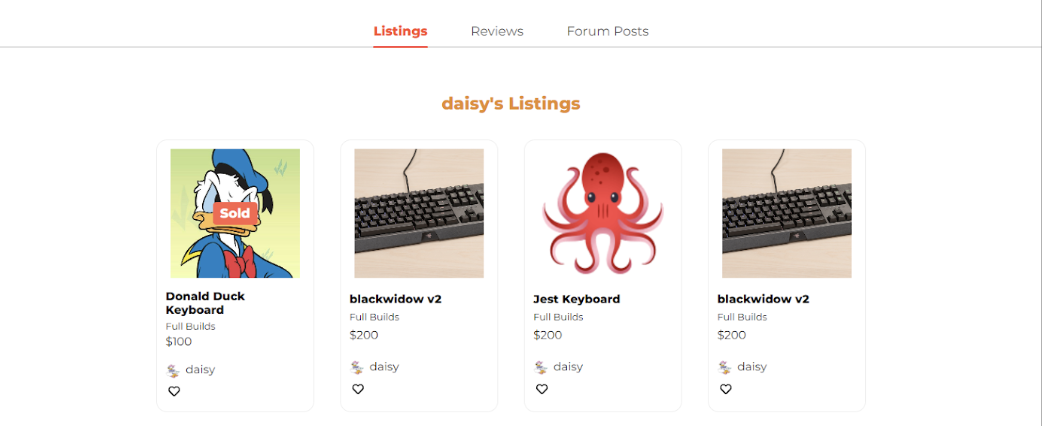 Listings Reviews Forum Posts
daisy's Listings
Sold
Donald Duck
Keyboard
Full Builds
$100
daisy
blackwidow v2
Full Builds
$200
daisy
Jest Keyboard
Full Builds
$200
daisy
blackwidow v2
Full Builds
$200
daisy